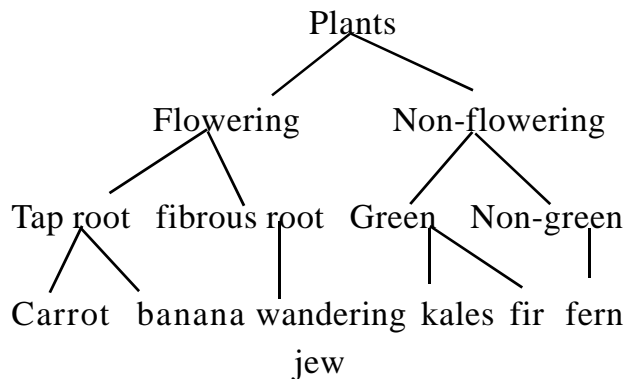 Plants
Flowering Non-flowering
Tap root fibrous root Green Non-green
Carrot banana wandering kales fir fern
jew